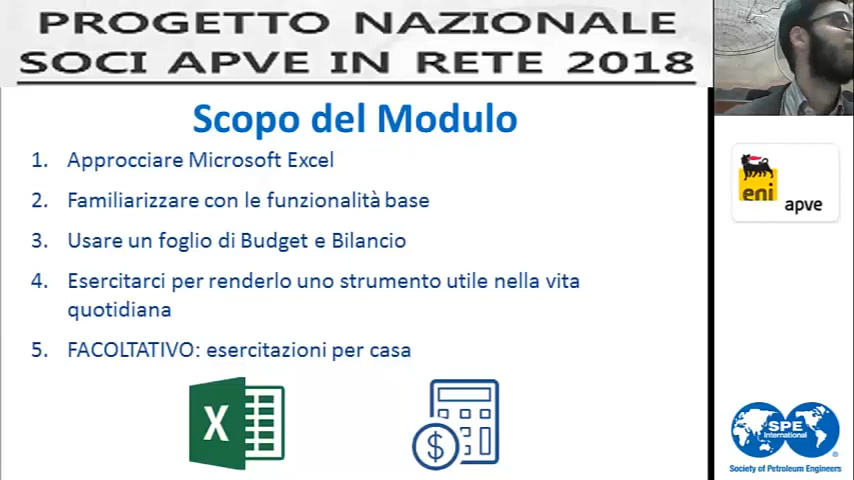 PROGETTO NAZIONALE
SOCI APVE IN RETE 2018
Scopo del Modulo
1. Approcciare Microsoft Excel
2. Familiarizzare con le funzionalità base
3. Usare un foglio di Budget e Bilancio
4. Esercitarci per renderlo uno strumento utile nella vita
quotidiana
5. FACOLTATIVO: esercitazioni per casa
X
$
eni
apve
SPE
International
Society of Petroleum Engineers